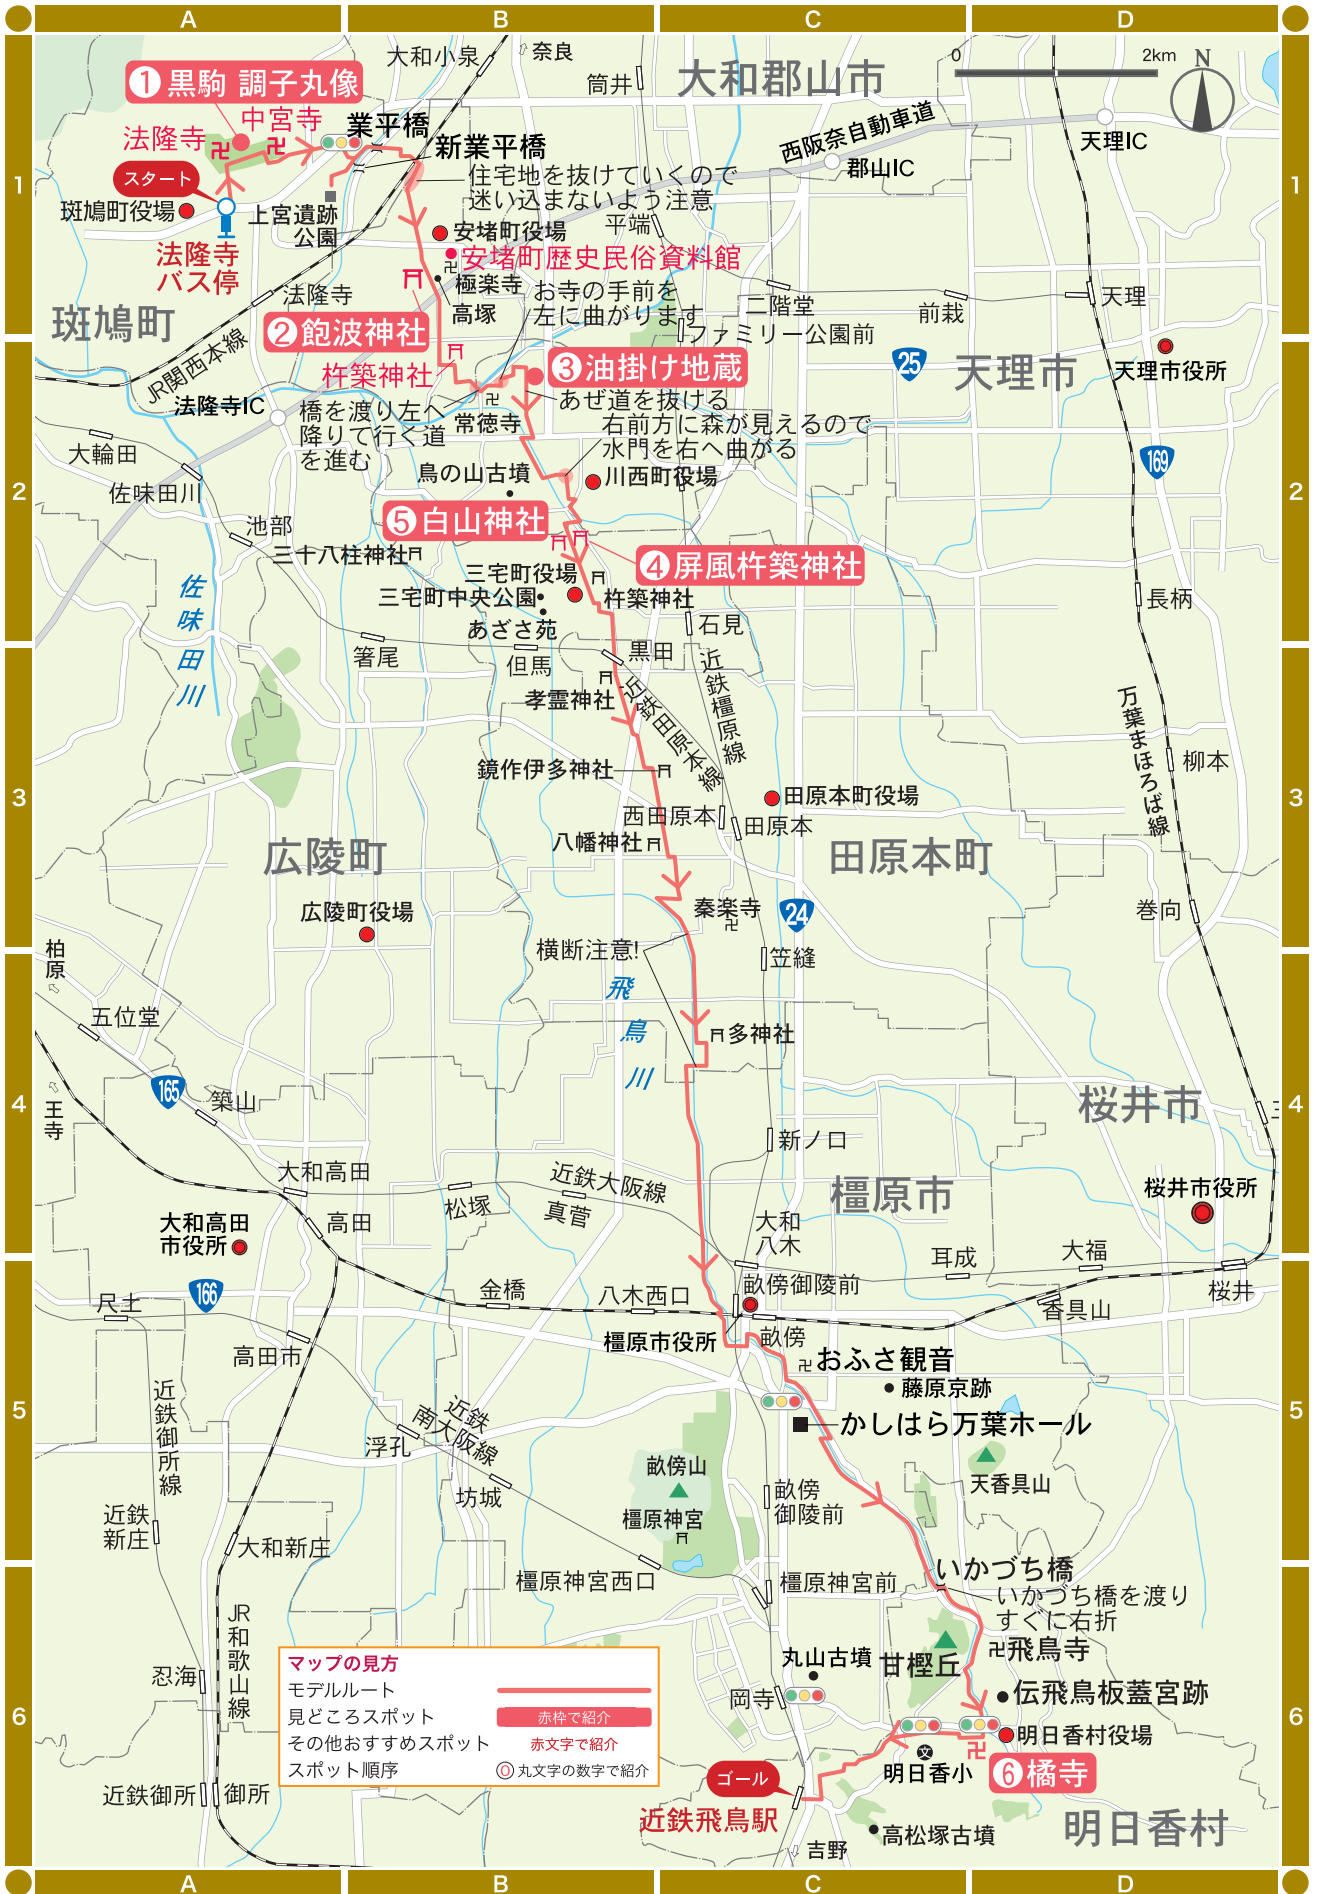 A
B
C
D
大和小泉
奈良
筒井
大和郡山市
0
2km
N
❶黒駒 調子丸像
中宮寺
法隆寺
業平橋
新業平橋
西阪奈自動車道
天理IC
郡山IC
1
1
スタート
住宅地を抜けていくので
迷い込まないよう注意
斑鳩町役場
上宮遺跡
公園
平端
安堵町役場
安堵町歴史民俗資料館
法隆寺
バス停
極楽寺
高塚
お寺の手前を
左に曲がります
二階堂
前栽
天理
法隆寺
斑鳩町
❷飽波神社
ファミリー公園前
25
天理市
天理市役所
JR関西本線
杵築神社
❸油掛け地蔵
法隆寺IC
橋を渡り左へ
降りて行く道
を進む
常徳寺
あぜ道を抜ける
右前方に森が見えるので
水門を右へ曲がる
大輪田
佐味田川
169
島の山古墳
川西町役場
2
2
❺白山神社
池部
三十八柱神社
❹屏風杵築神社
三宅町役場
三宅町中央公園
あざさ苑
杵築神社
石見
長柄
佐味田川
箸尾
但馬
黒田
近鉄橿原線
近鉄田原本線
孝霊神社
万葉まほろば線
鏡作伊多神社
柳本
3
3
西田原本
田原本町役場
田原本
八幡神社
広陵町
田原本町
広陵町役場
秦楽寺
24
巻向
柏原
横断注意!
笠縫
飛鳥川
五位堂
多神社
165
王寺
築山
桜井市
4
4
新ノ口
大和高田
近鉄大阪線
松塚
真菅
橿原市
桜井市役所
大和高田
市役所
高田
大和
八木
耳成
大福
166
尺土
金橋
八木西口
畝傍御陵前
香具山
桜井
橿原市役所
畝傍
高田市
おふさ観音
藤原京跡
5
5
近鉄御所線
近鉄
南大阪線
かしはら万葉ホール
浮孔
畝傍山
天香具山
坊城
畝傍
御陵前
橿原神宮
近鉄
新庄
大和新庄
いかづち橋
橿原神宮西口
橿原神宮前
いかづち橋を渡り
すぐに右折
JR和歌山線
マップの見方
モデルルート
見どころスポット
赤枠で紹介
その他おすすめスポット
赤文字で紹介
スポット順序
⓪丸文字の数字で紹介
飛鳥寺
丸山古墳
甘樫丘
忍海
岡寺
伝飛鳥板蓋宮跡
6
6
明日香村役場
文
明日香小
❻橘寺
ゴール
近鉄御所
御所
近鉄飛鳥駅
明日香村
高松塚古墳
吉野
A
B
C
D